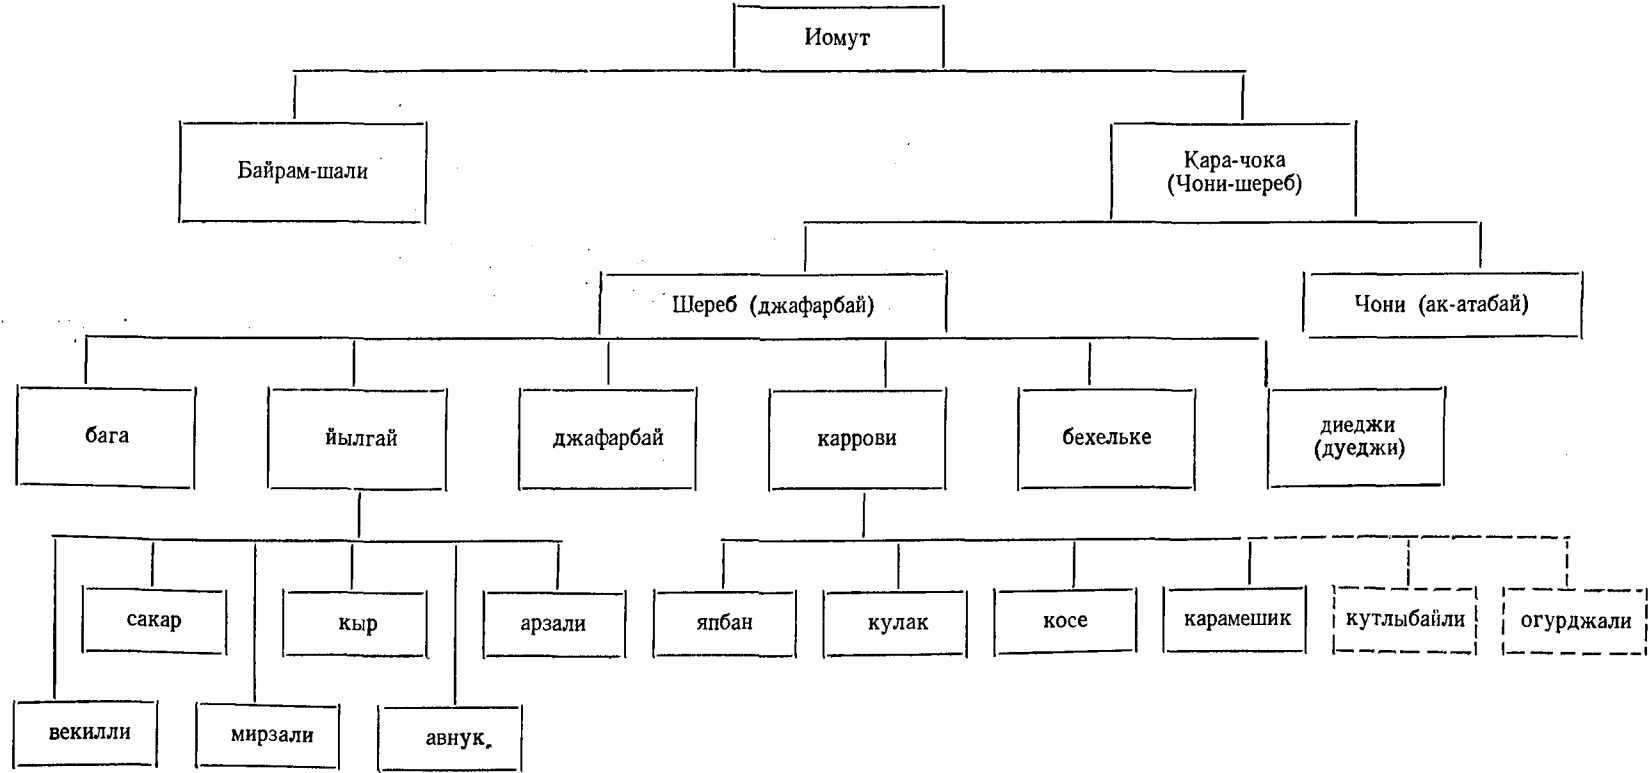 Иомут
Байрам-шали
Кара-чока
(Чони-шереб)
Шереб (джафарбай)
Чони (ак-атабай)
бага
йылгай
джафарбай
каррови
бехельке
диеджи
(дуеджи)
сакар
кыр
арзали
япбан
кулак
косе
карамешик
кутлыбайли
огурджали
векилли
мирзали
авнук